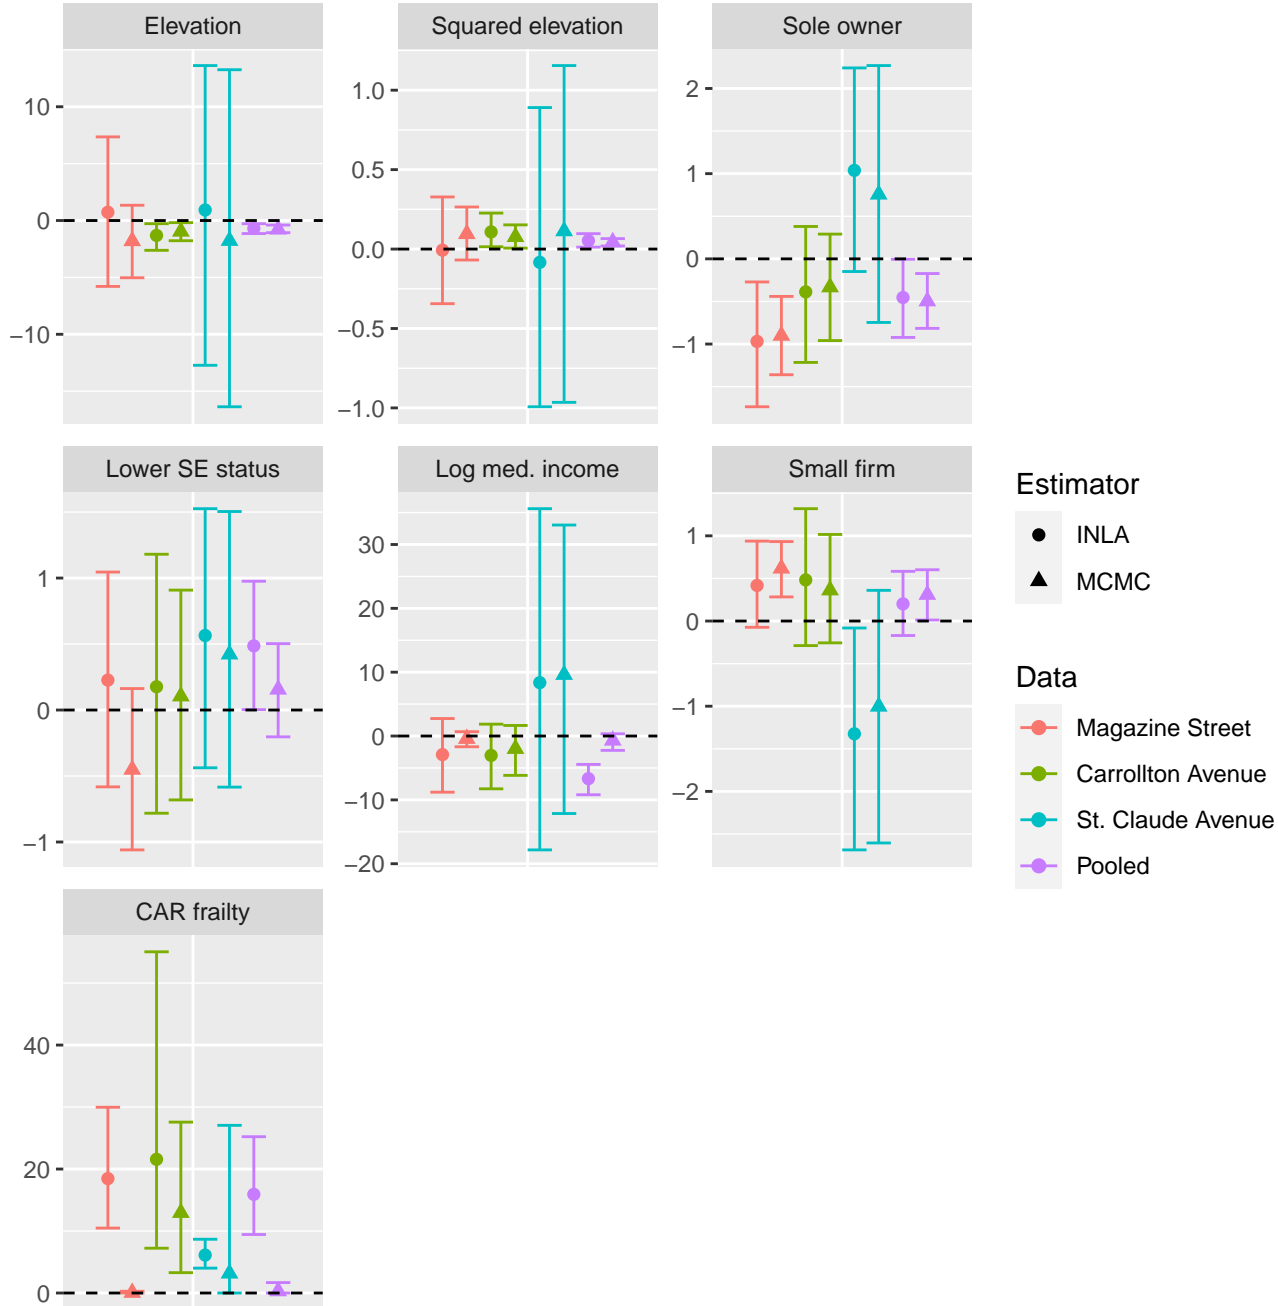 Elevation
10
0
−10
Squared elevation
1.0
0.5
0.0
−0.5
−1.0
Sole owner
2
1
0
−1
Lower SE status
1
0
−1
Log med. income
30
20
10
0
−10
−20
Small firm
1
0
−1
−2
CAR frailty
40
20
0
Estimator
INLA
MCMC
Data
Magazine Street
Carrollton Avenue
St. Claude Avenue
Pooled